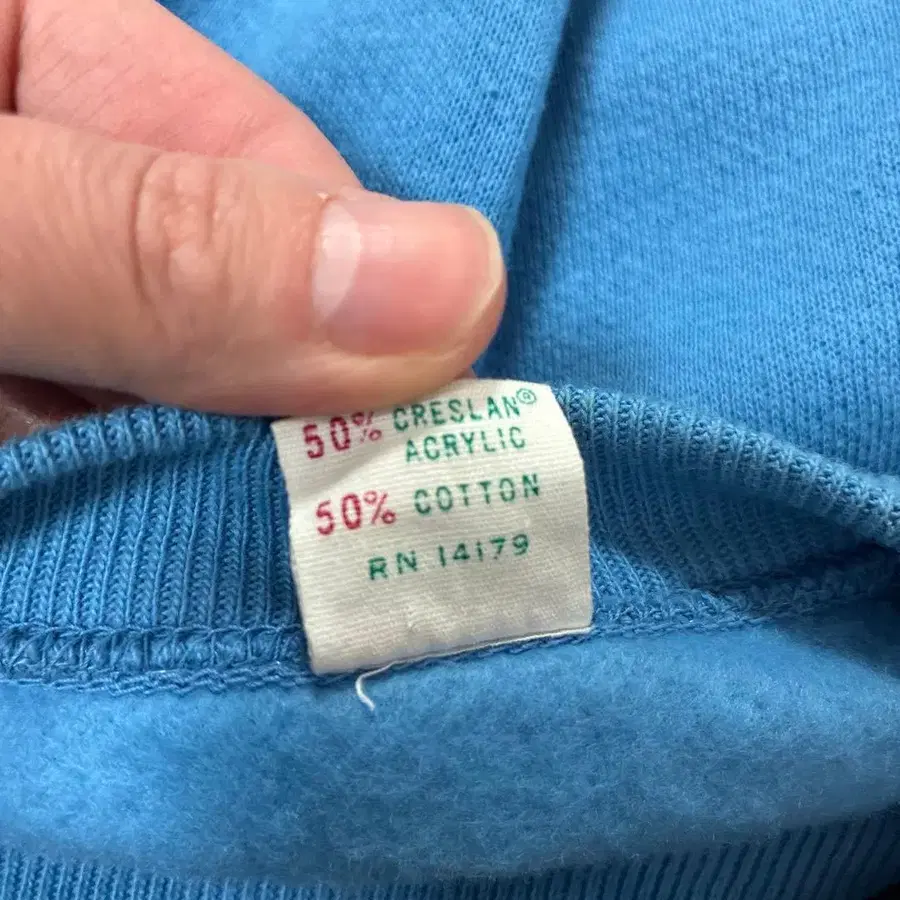 50% CRESLAN®
ACRYLIC
50% COTTON
RN 14179